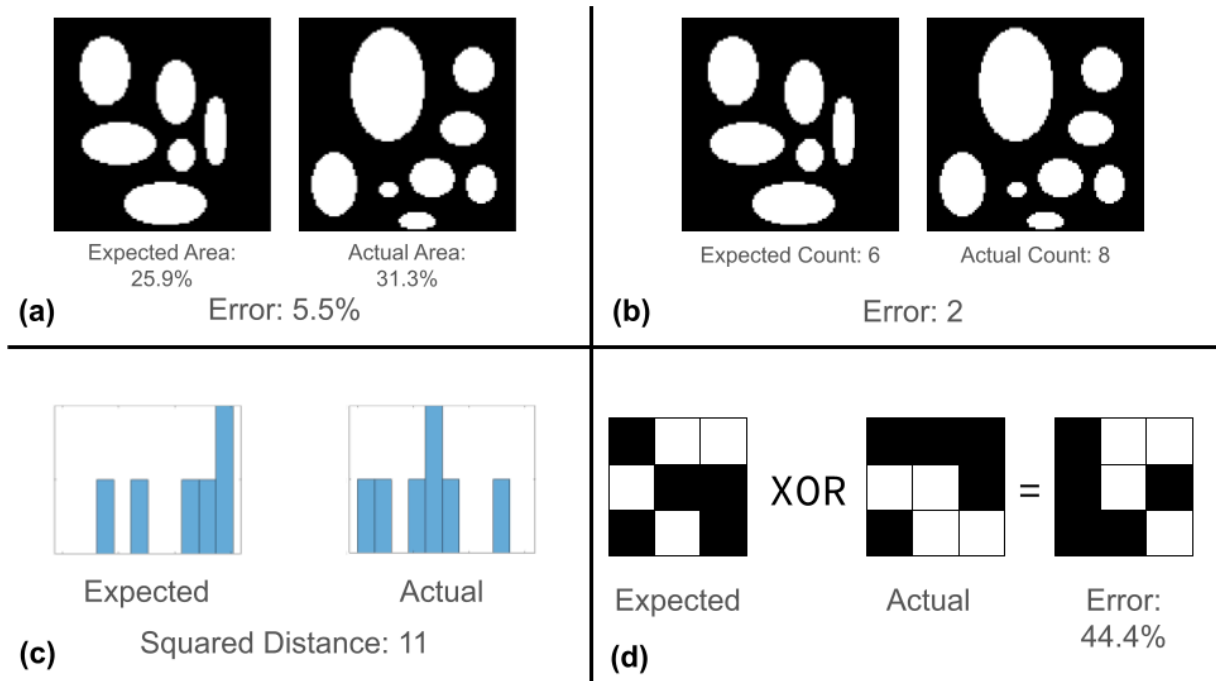 Expected Area:
25.9%
Actual Area:
31.3%
(a)
Error: 5.5%
Expected Count: 6
Actual Count: 8
(b)
Error: 2
Expected
Actual
(c)
Squared Distance: 11
XOR
=
Expected
Actual
Error:
44.4%
(d)